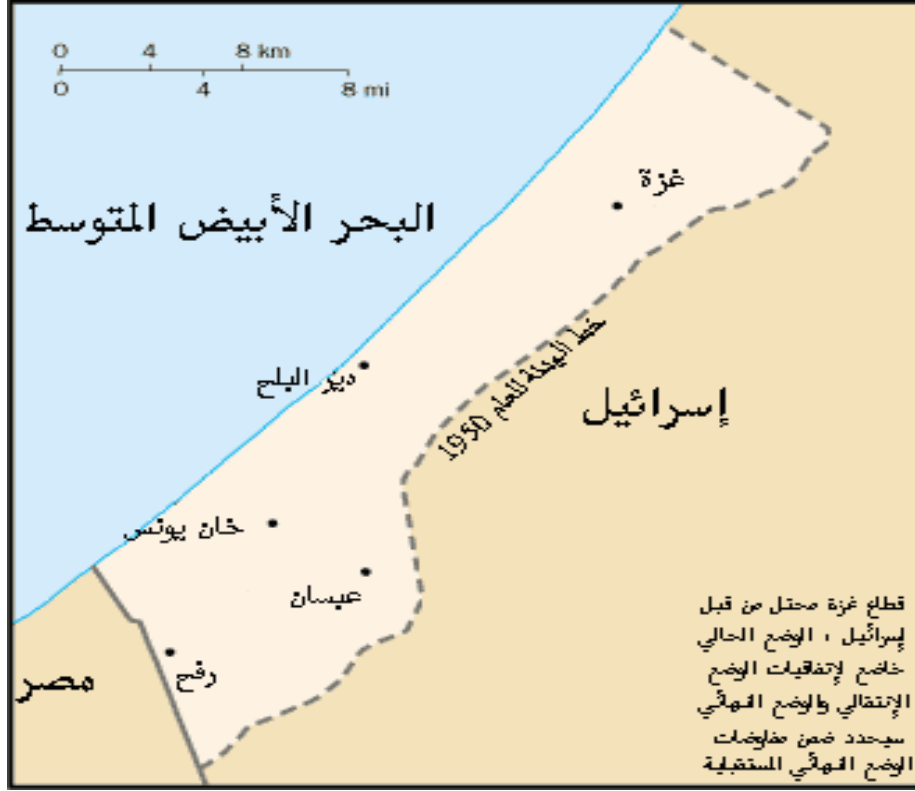 0 4 8 km
0 4 8 mi
غزة
البحر الأبيض المتوسط
دير البلح
خط الهدنة للعام 1950
إسرائيل
خان يونس
عبسان
رفح
مصر
قطاع غزة محتل من قبل
إسرائيل ، الوضع الحالي
خاضع لإتفاقيات الوضع
الإنتقالي والوضع النهائي
سيحدد ضمن مفاوضات
الوضع النهائي المستقبلية